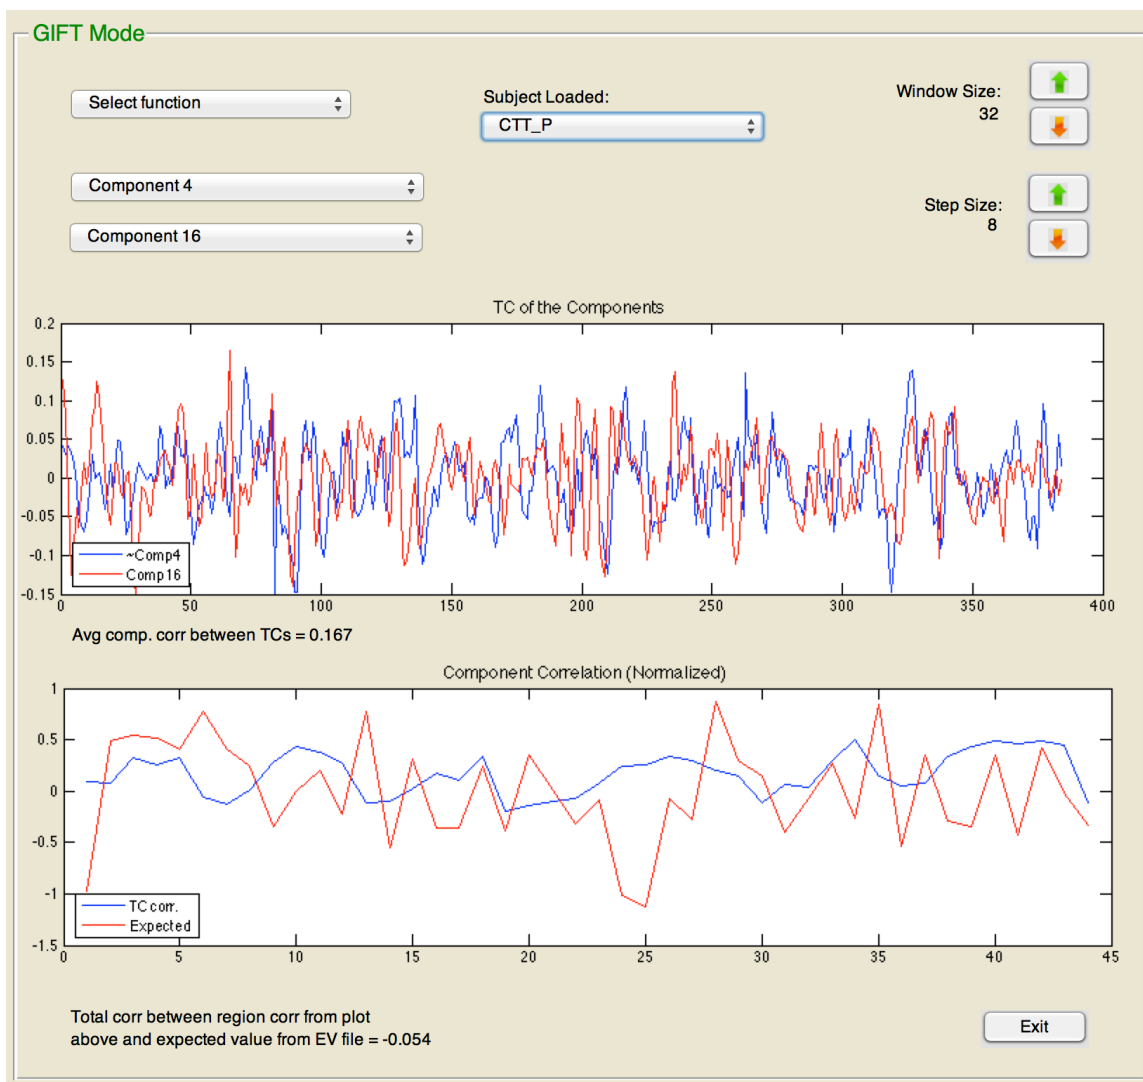 GIFT Mode
Select function
Subject Loaded:
CTT_P
Window Size:
32
Component 4
Component 16
Step Size:
8
TC of the Components
0.2
0.15
0.1
0.05
0
-0.05
-0.1
-0.15
~Comp4
Comp16
0 50 100 150 200 250 300 350 400
Avg comp. corr between TCs = 0.167
Component Correlation (Normalized)
1
0.5
0
-0.5
-1
-1.5
TC corr.
Expected
0 5 10 15 20 25 30 35 40 45
Total corr between region corr from plot
above and expected value from EV file = -0.054
Exit